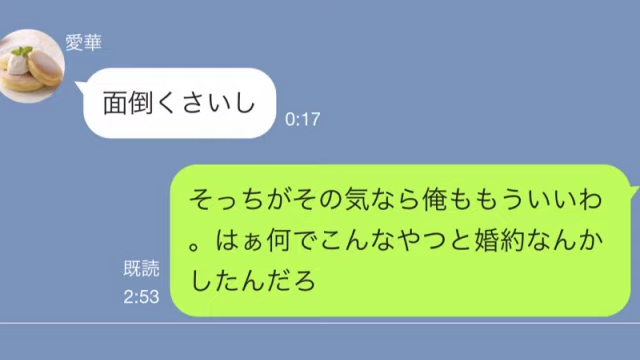 愛華
面倒くさいし
0:17
そっちがその気なら俺ももういいわ
。はぁ何でこんなやつと婚約なんか
したんだろ
既読
2:53